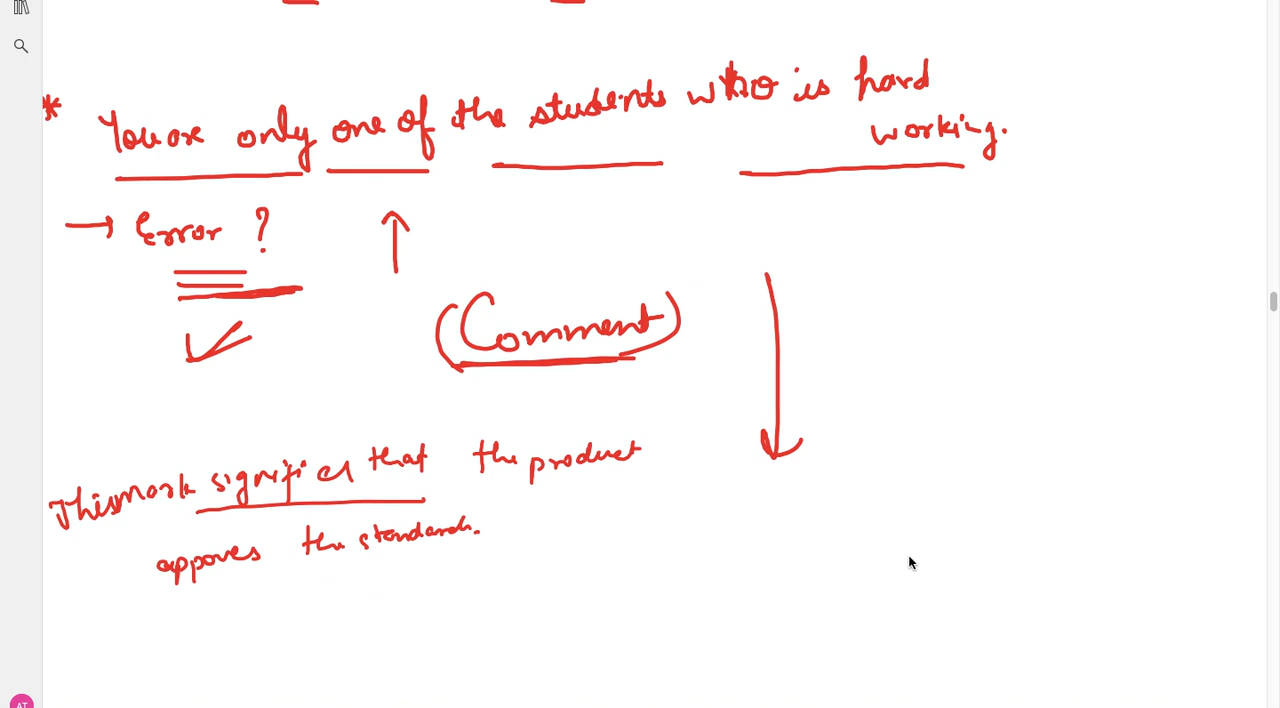 * You are only one of the students who is hard
working.
→ Error ?
(Comment)
This mark signifies that the product
approves the standards.
AT